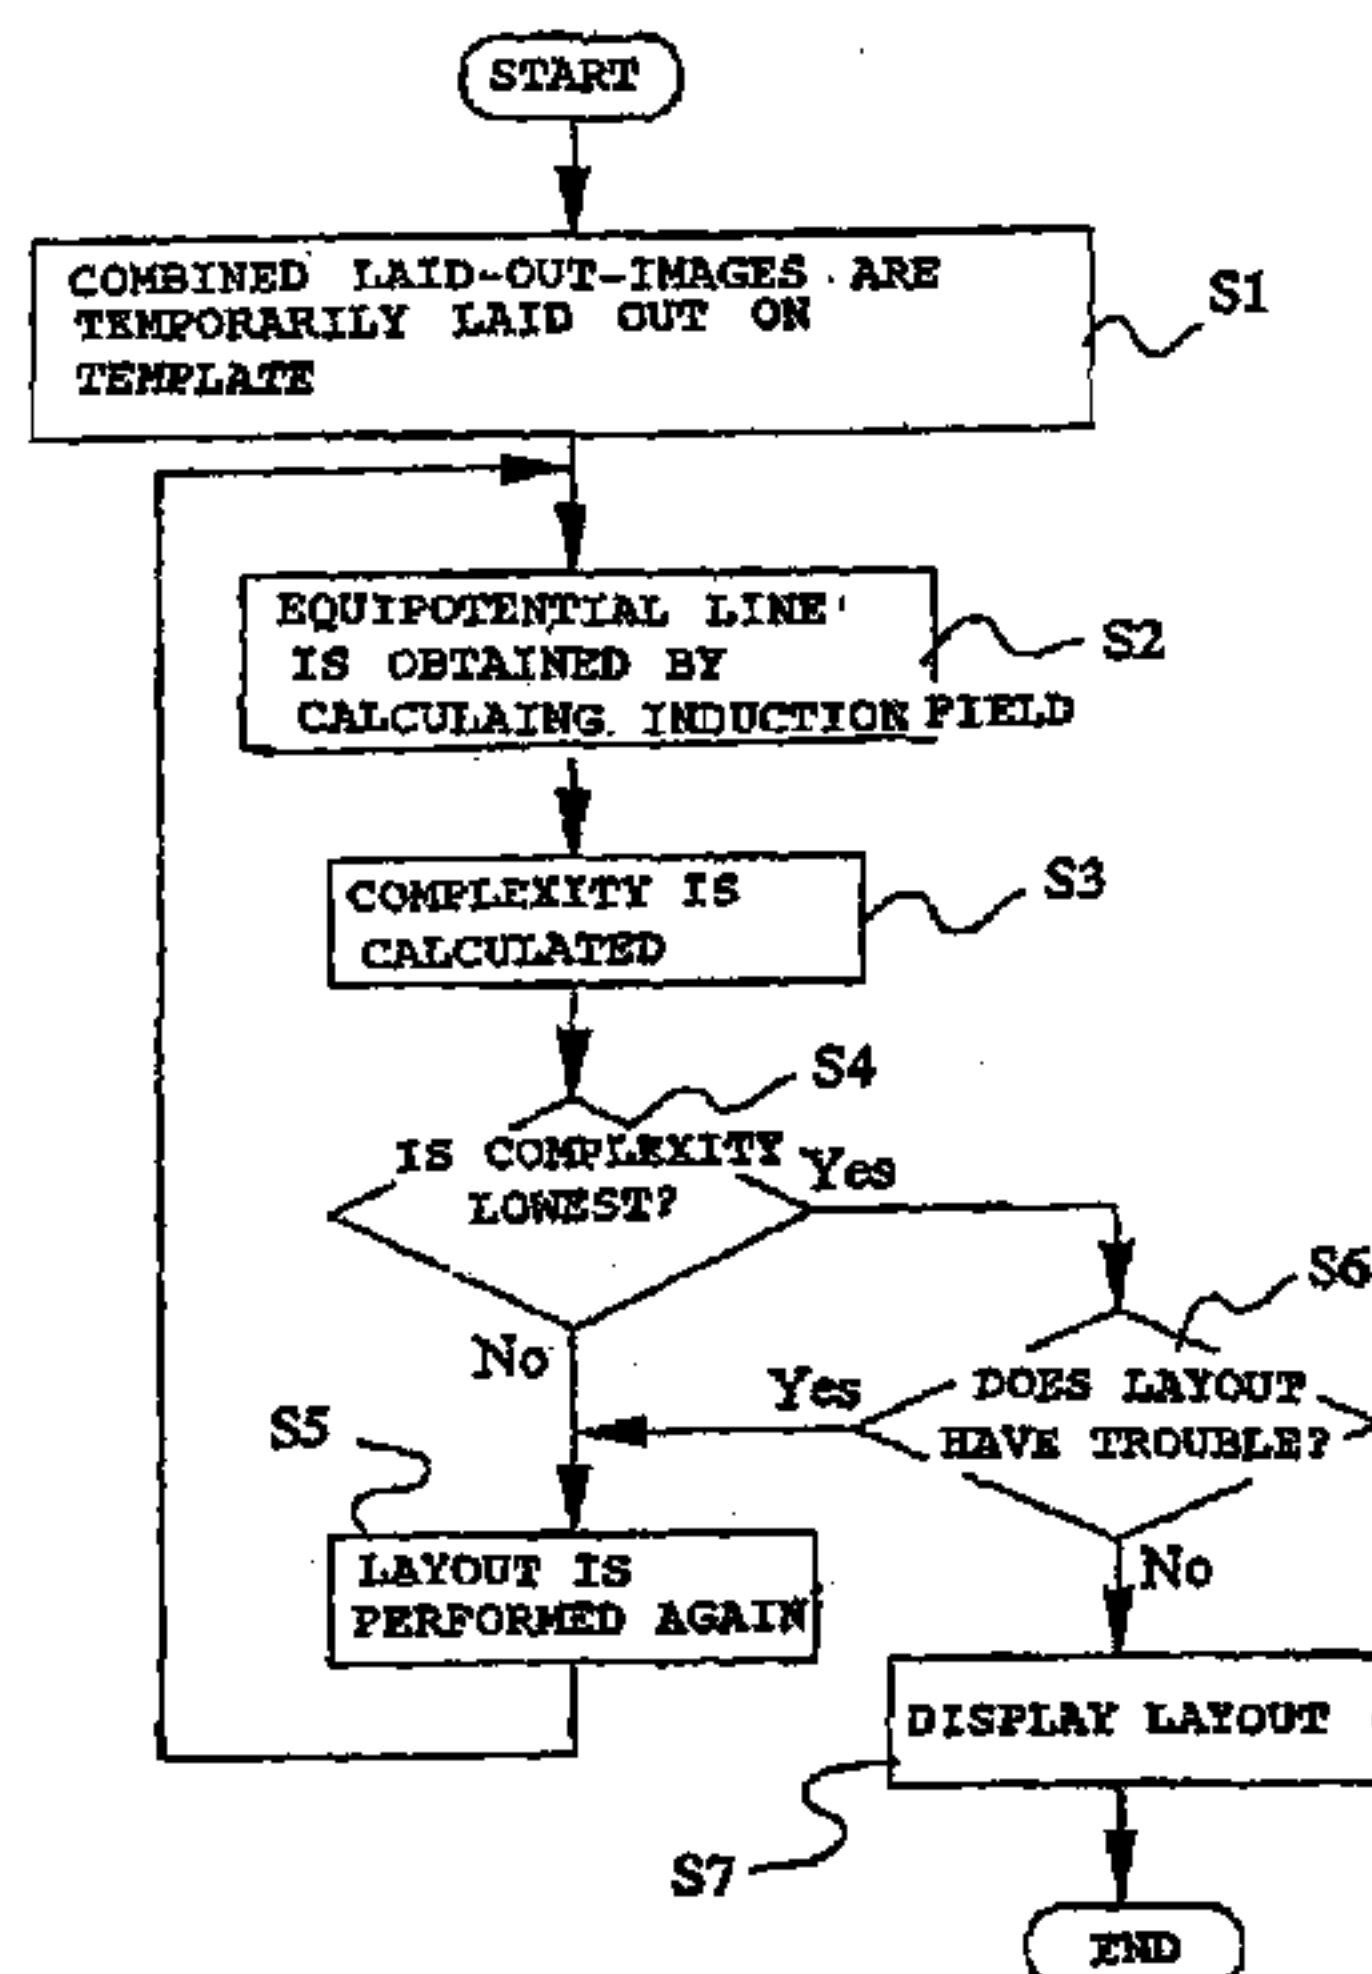 START
COMBINED LAID-OUT-IMAGES ARE
TEMPORARILY LAID OUT ON
TEMPLATE
S1
EQUIPOTENTIAL LINE
IS OBTAINED BY
CALCULAING INDUCTION FIELD
S2
COMPLEXITY IS
CALCULATED
S3
S4
IS COMPLEXITY
LOWEST?
Yes
No
S6
DOES LAYOUT
HAVE TROUBLE?
Yes
No
S5
LAYOUT IS
PERFORMED AGAIN
DISPLAY LAYOUT
S7
END